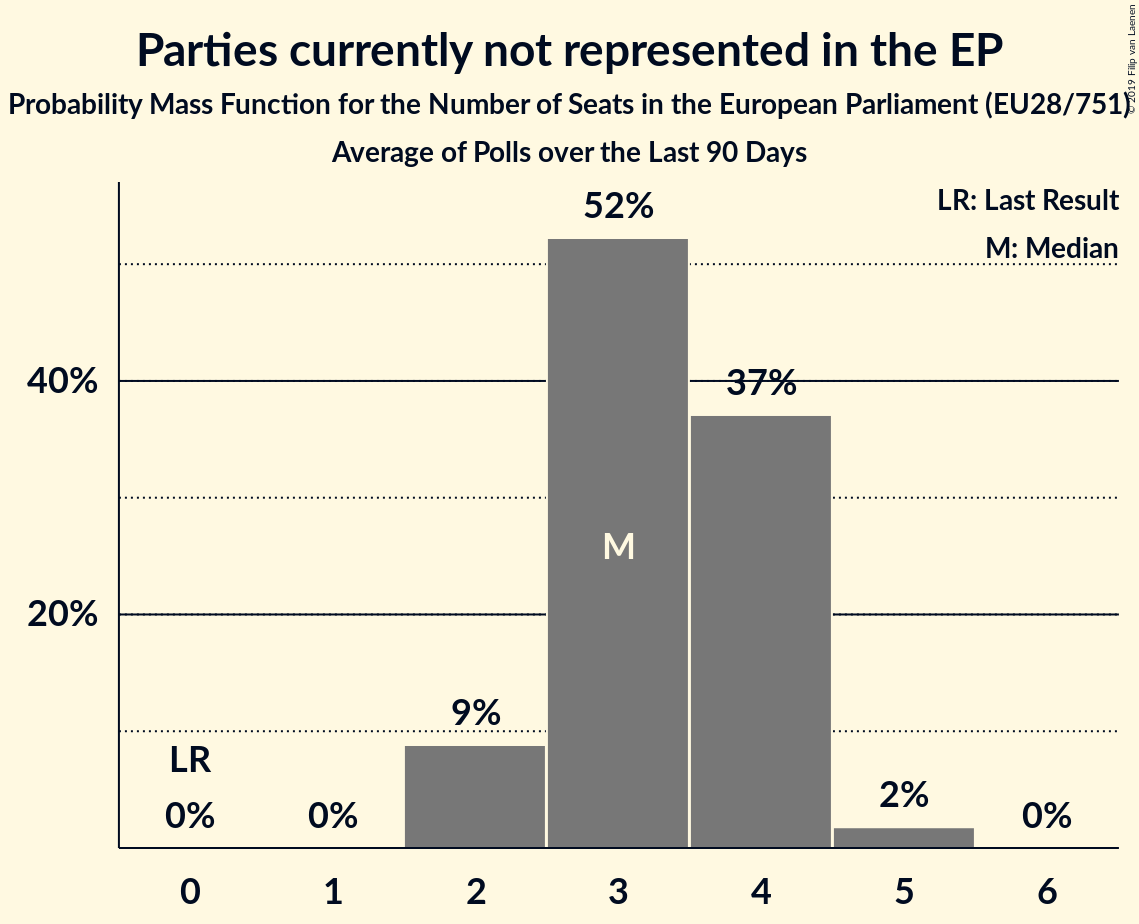 Parties currently not represented in the EP
Probability Mass Function for the Number of Seats in the European Parliament (EU28/751)
Average of Polls over the Last 90 Days
© 2019 Filip van Laenen
LR: Last Result
M: Median
52%
40%
37%
M
20%
9%
LR
0%
0%
2%
0%
0
1
2
3
4
5
6